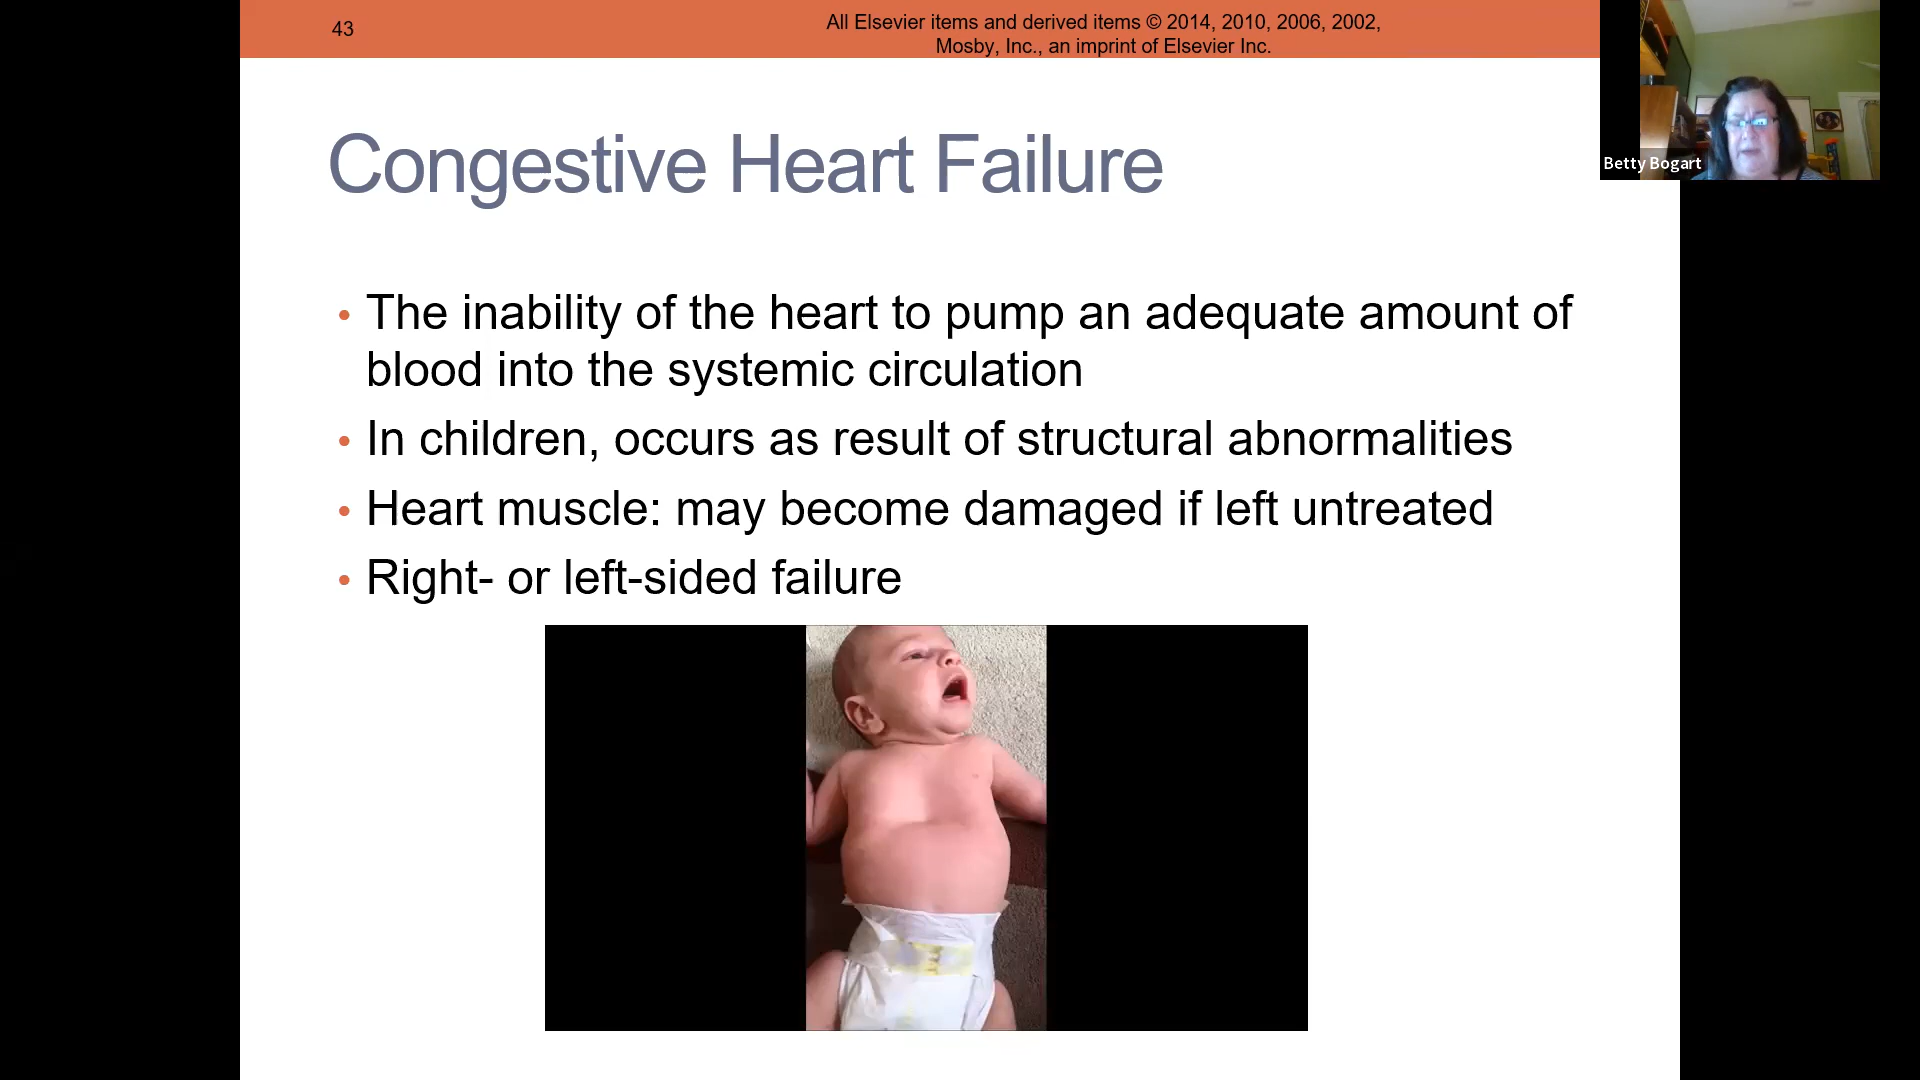 43
All Elsevier items and derived items © 2014, 2010, 2006, 2002,
Mosby, Inc., an imprint of Elsevier Inc.
Betty Bogart
Congestive Heart Failure
• The inability of the heart to pump an adequate amount of
blood into the systemic circulation
• In children, occurs as result of structural abnormalities
• Heart muscle: may become damaged if left untreated
• Right- or left-sided failure